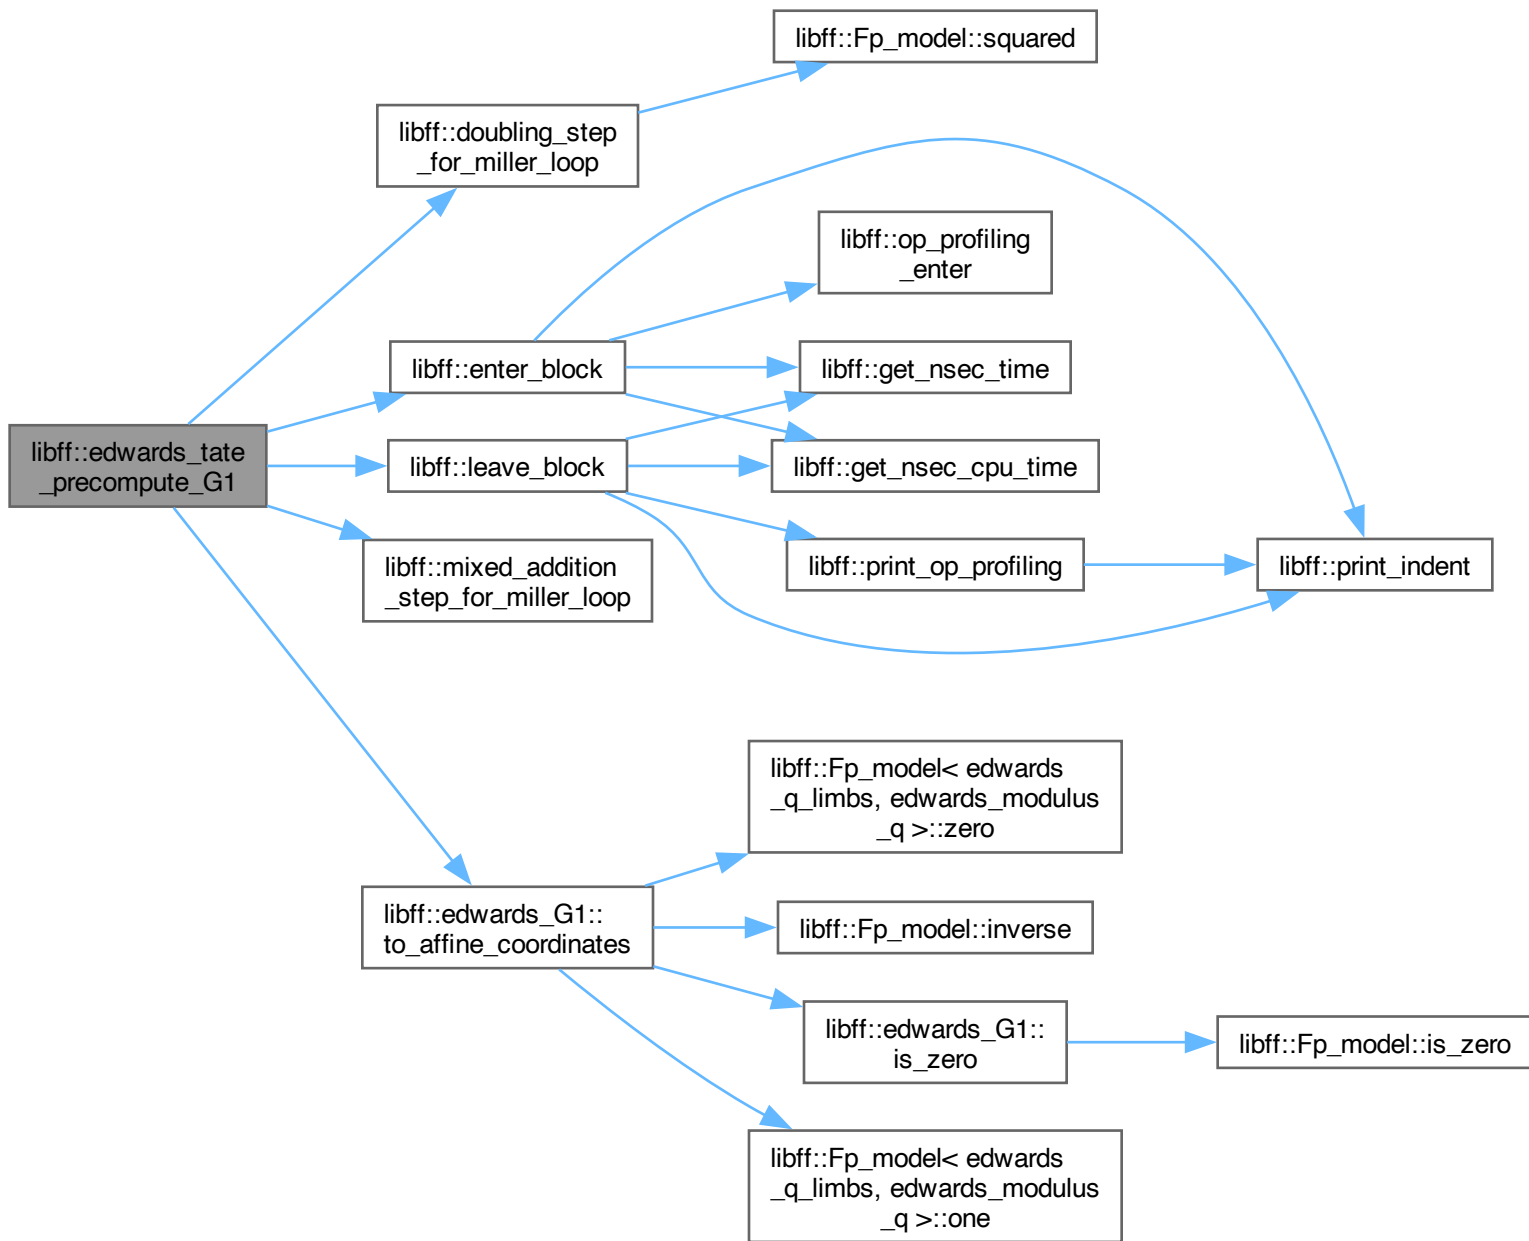 libff::Fp_model::squared
libff::doubling_step
_for_miller_loop
libff::op_profiling
_enter
libff::enter_block
libff::get_nsec_time
libff::edwards_tate
_precompute_G1
libff::leave_block
libff::get_nsec_cpu_time
libff::mixed_addition
_step_for_miller_loop
libff::print_op_profiling
libff::print_indent
libff::Fp_model< edwards
_q_limbs, edwards_modulus
_q >::zero
libff::edwards_G1::
to_affine_coordinates
libff::Fp_model::inverse
libff::edwards_G1::
is_zero
libff::Fp_model::is_zero
libff::Fp_model< edwards
_q_limbs, edwards_modulus
_q >::one